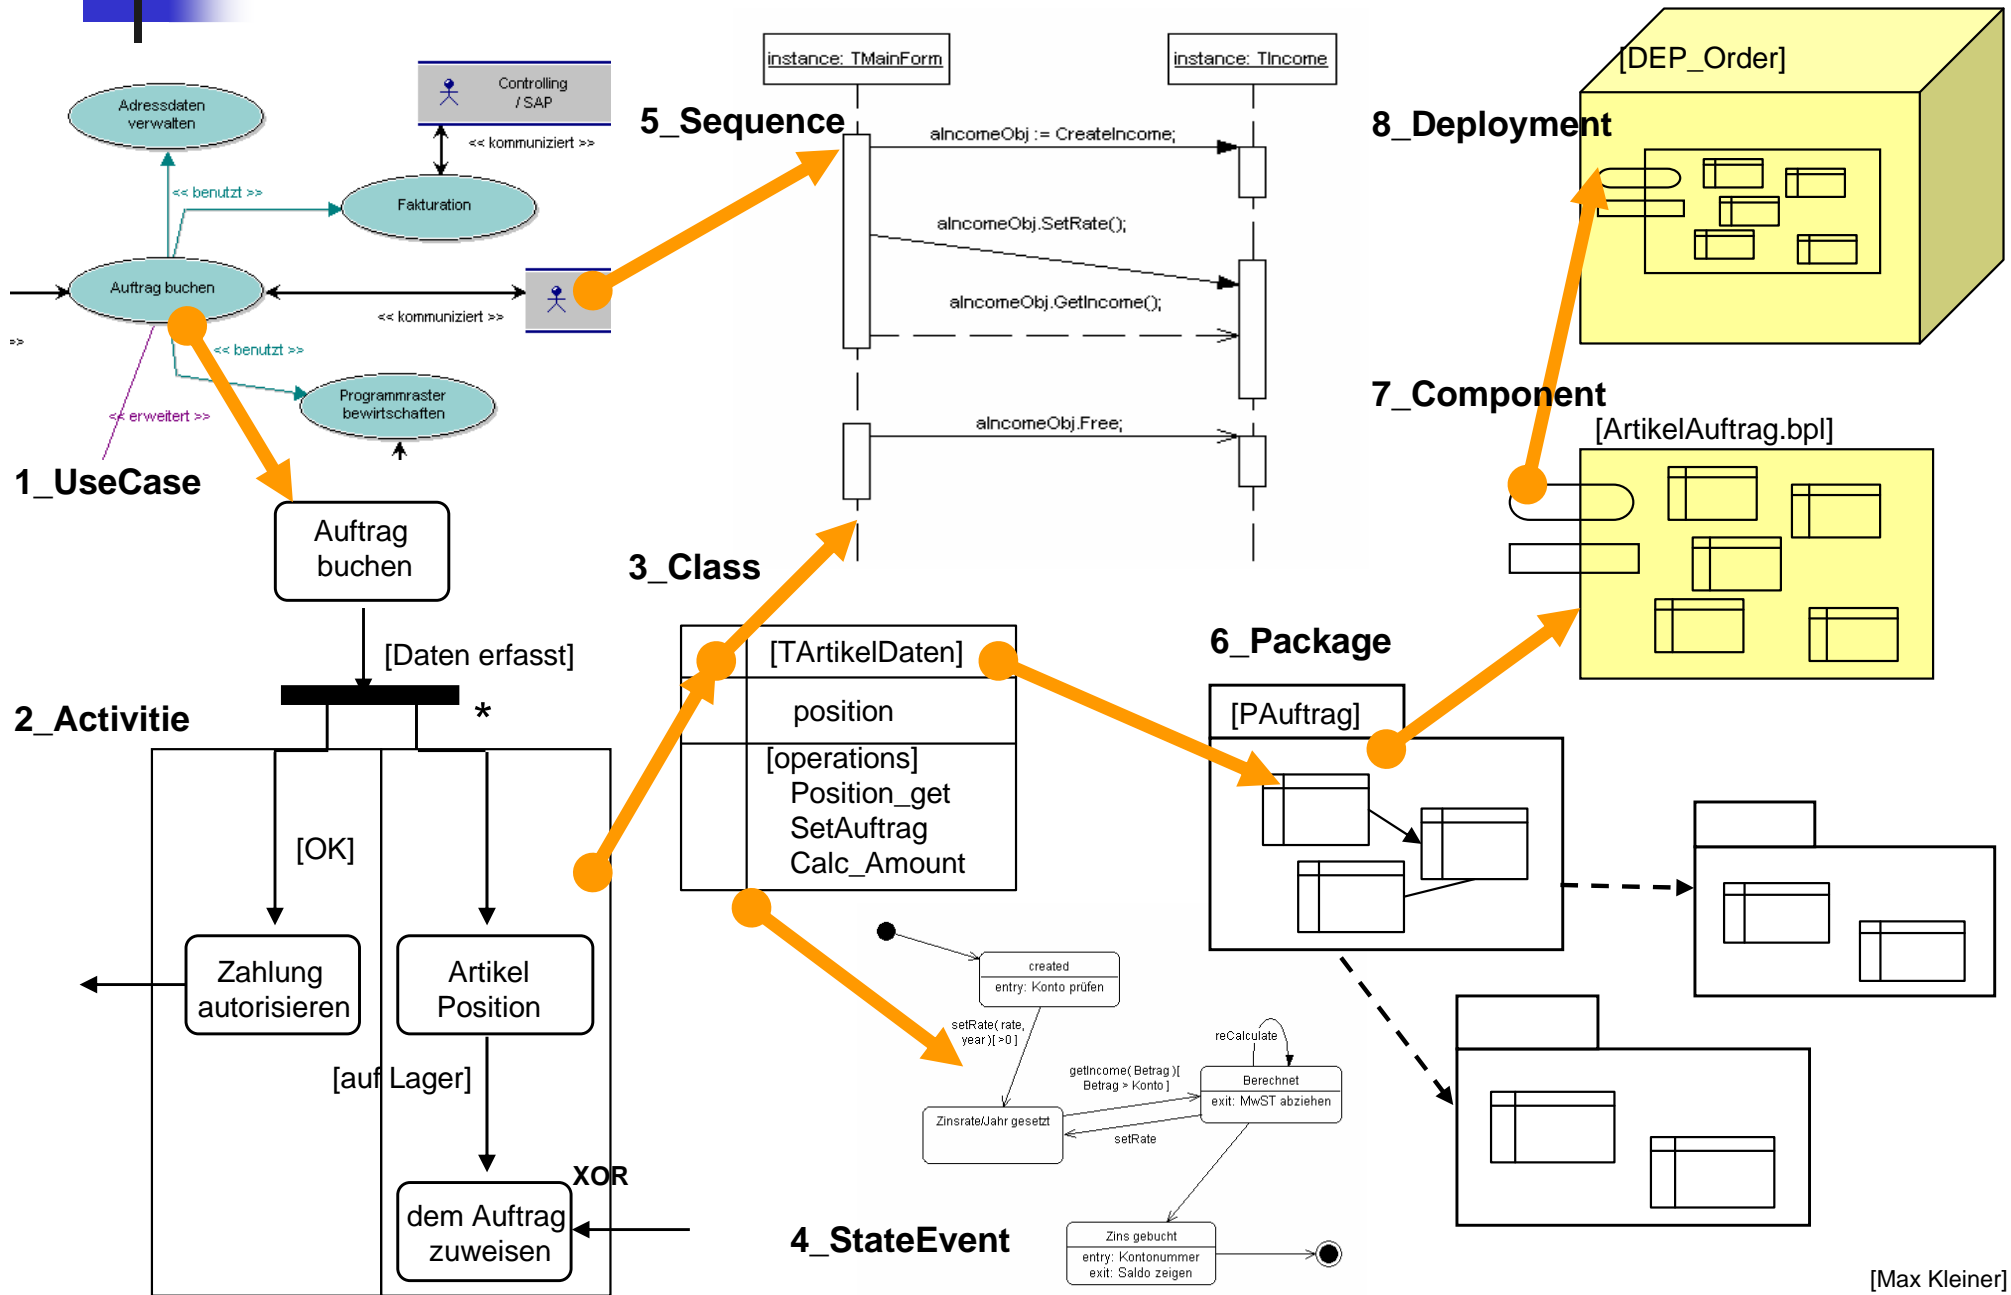 Adressdaten
verwalten
Controlling
/ SAP
<< kommuniziert >>
<< benutzt >>
Fakturation
Auftrag buchen
<< kommuniziert >>
>>
<< benutzt >>
Programmraster
bewirtschaften
<< erweitert >>
1_UseCase
Auftrag
buchen
[Daten erfasst]
2_Activitie
*
[OK]
Zahlung
autorisieren
Artikel
Position
[auf Lager]
XOR
dem Auftrag
zuweisen
5_Sequence
instance: TMainForm
instance: TIncome
aIncomeObj := CreateIncome;
aIncomeObj.SetRate();
aIncomeObj.GetIncome();
aIncomeObj.Free;
3_Class
[TArtikelDaten]
position
[operations]
Position_get
SetAuftrag
Calc_Amount
4_StateEvent
created
entry: Konto prüfen
setRate( rate,
year )[ >0 ]
reCalculate
getIncome( Betrag )[
Betrag > Konto ]
Berechnet
exit: MwST abziehen
Zinsrate/Jahr gesetzt
setRate
Zins gebucht
entry: Kontonummer
exit: Saldo zeigen
6_Package
[PAuftrag]
7_Component
[ArtikelAuftrag.bpl]
8_Deployment
[DEP_Order]
[Max Kleiner]